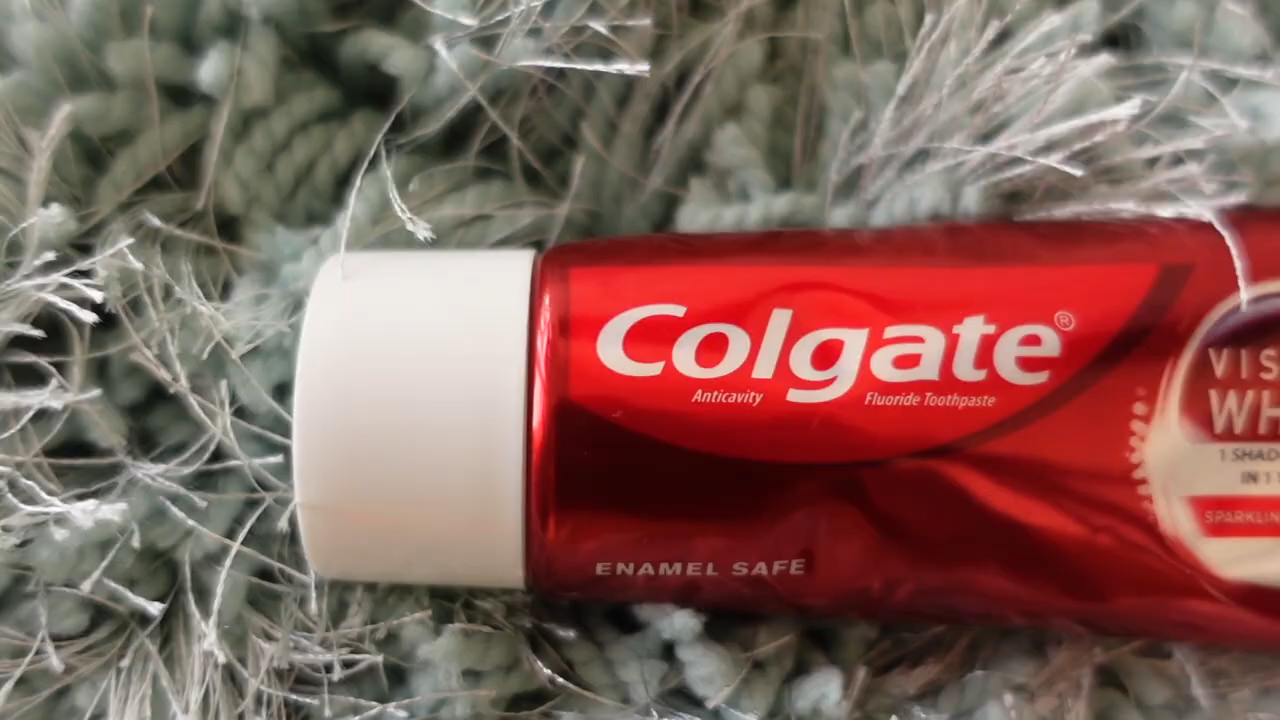 Colgate®
Anticavity Fluoride Toothpaste
ENAMEL SAFE
VIS
WH
1 SHAD
IN 1
SPARKLIN